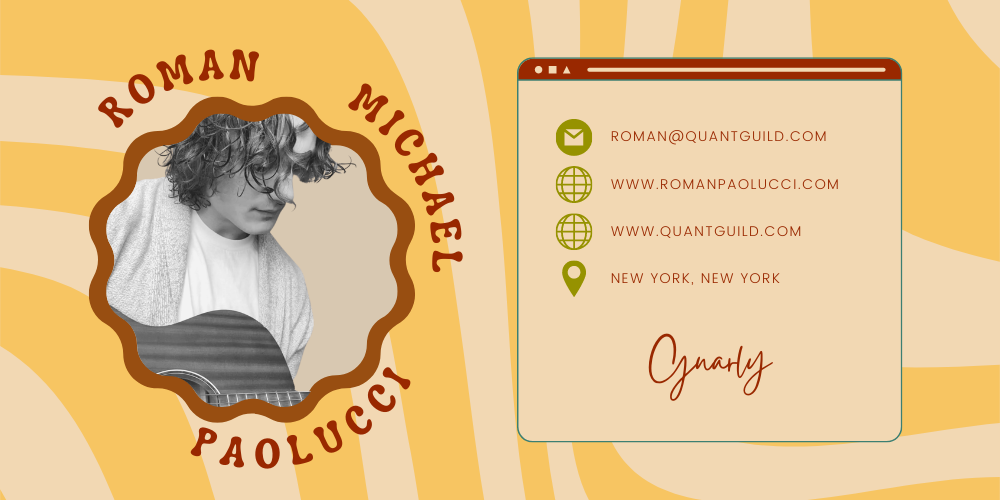 ROMAN
MICHAEL
PAOLUCCI
ROMAN@QUANTGUILD.COM
WWW.ROMANPAOLUCCI.COM
WWW.QUANTGUILD.COM
NEW YORK, NEW YORK
Gnarly